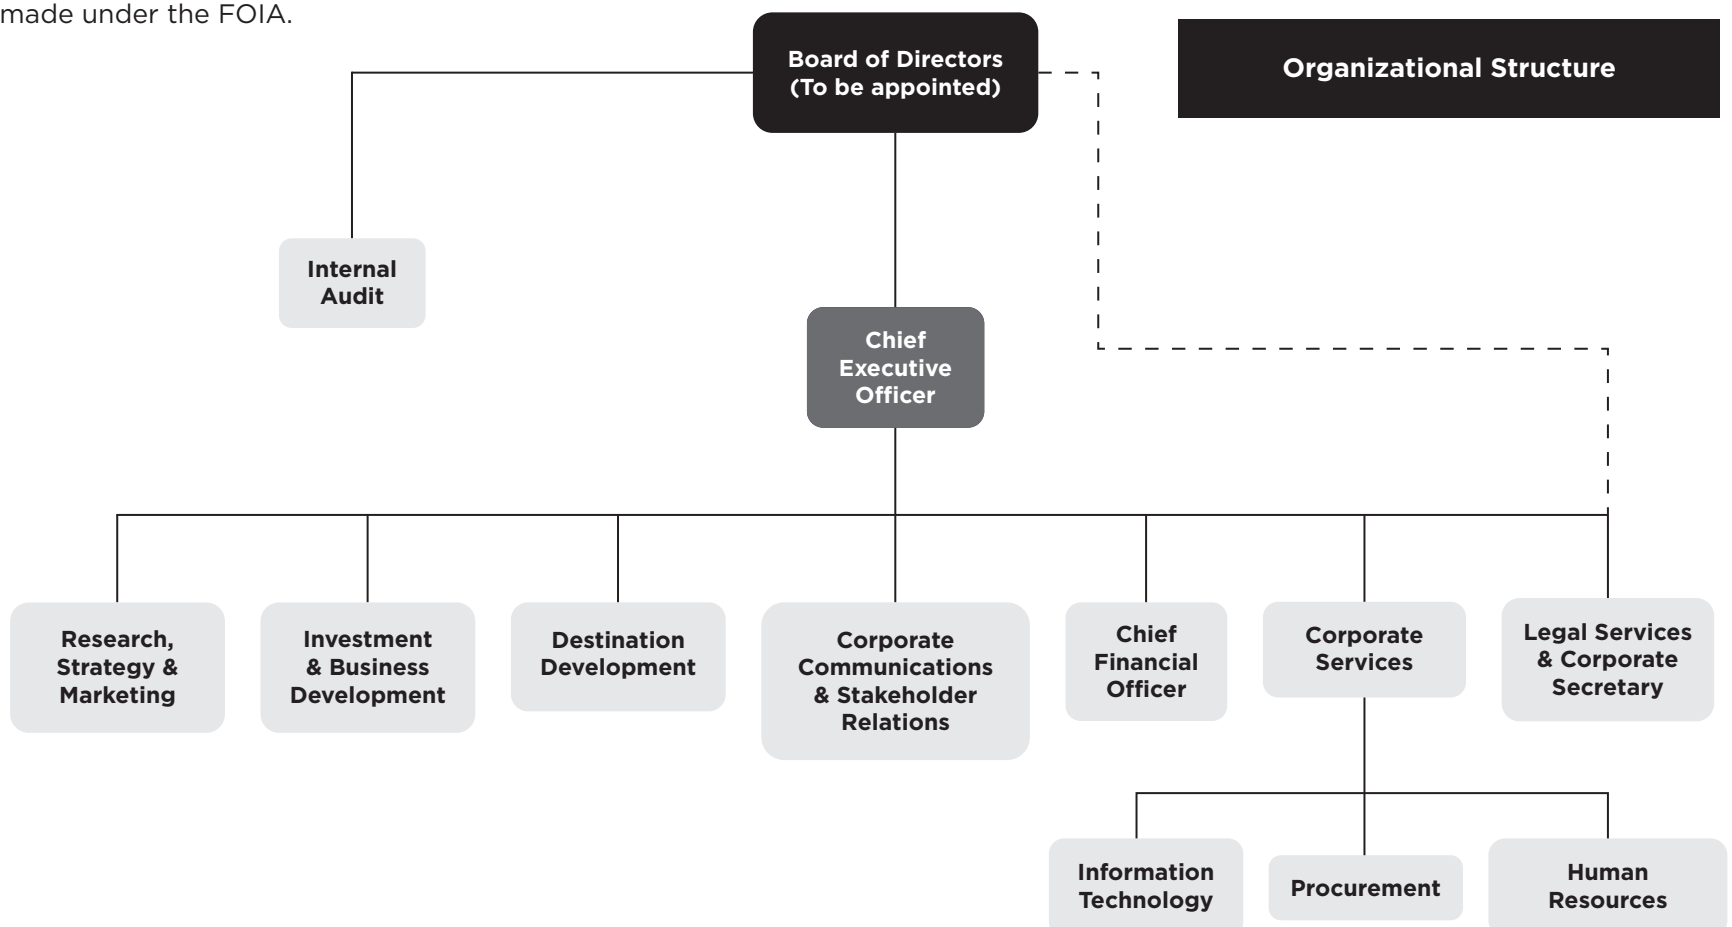 made under the FOIA.
Board of Directors
(To be appointed)
Organizational Structure
Internal
Audit
Chief
Executive
Officer
Research,
Strategy &
Marketing
Investment
& Business
Development
Destination
Development
Corporate
Communications
& Stakeholder
Relations
Chief
Financial
Officer
Corporate
Services
Legal Services
& Corporate
Secretary
Information
Technology
Procurement
Human
Resources